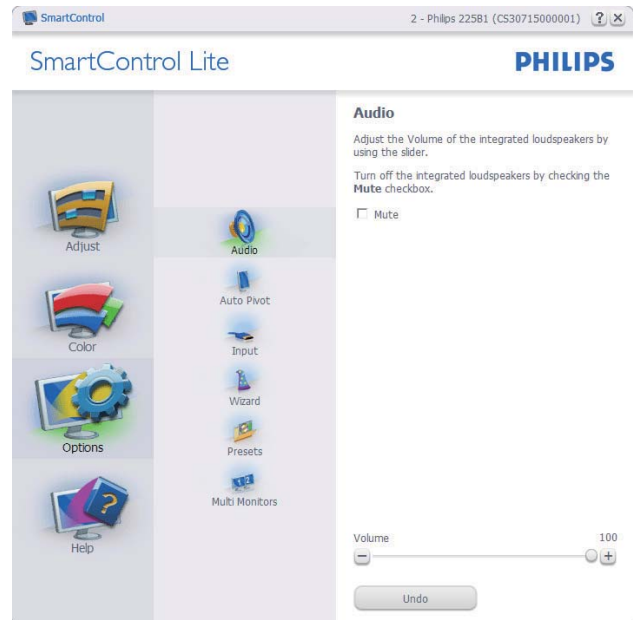 SmartControl
2 - Philips 225B1 (CS30715000001)
?
×
SmartControl Lite
PHILIPS
Adjust
Color
Options
?
Help
Audio
Auto Pivot
Input
Wizard
Presets
1 2
Multi Monitors
Audio
Adjust the Volume of the integrated loudspeakers by
using the slider.
Turn off the integrated loudspeakers by checking the
Mute checkbox.
Mute
Volume
100
Undo